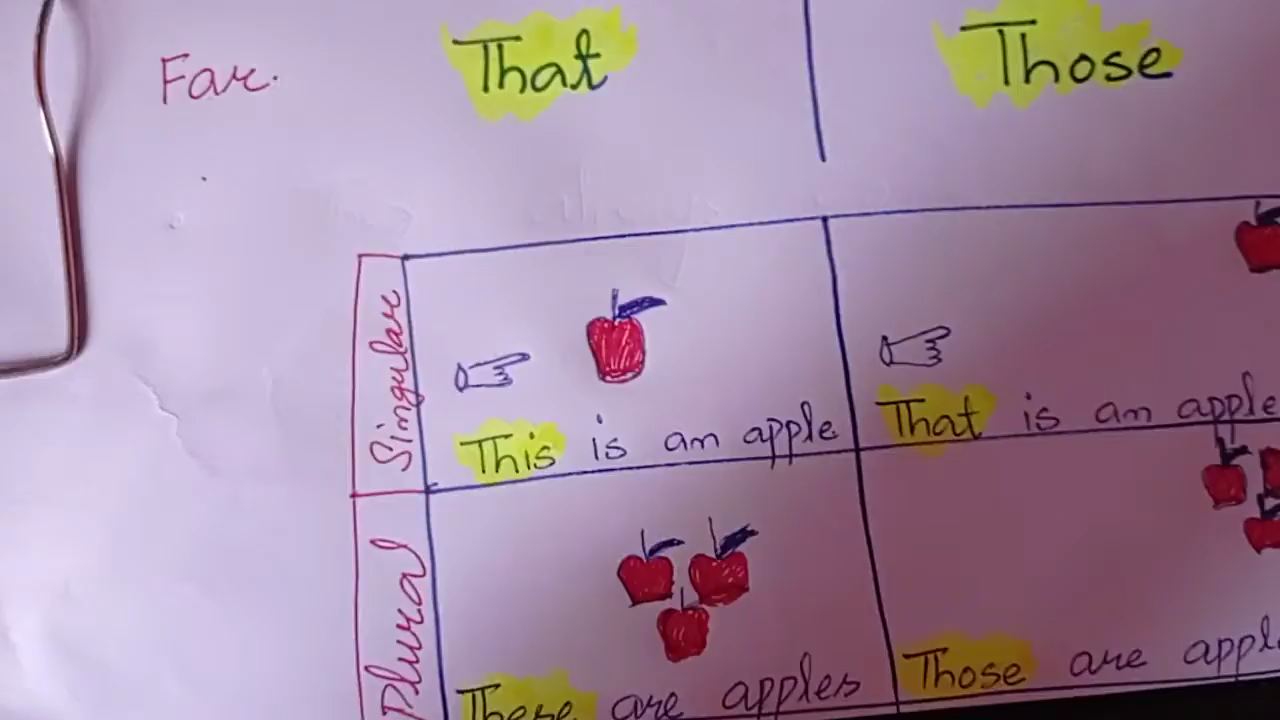 Far. That Those
Singular
This is an apple
That is an apple
Plural
These are apples
Those are